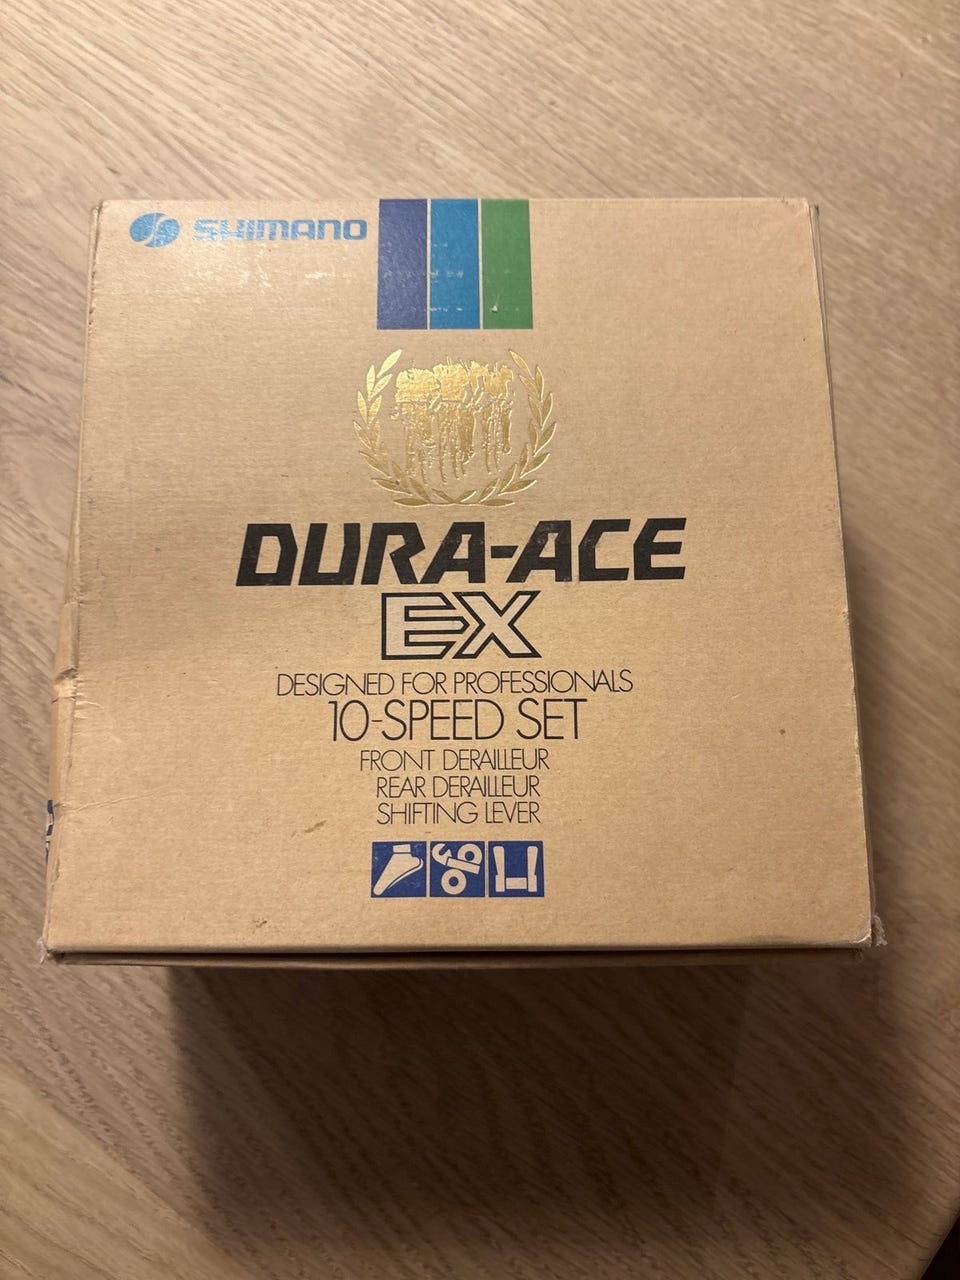 SHIMANO
DURA-ACE
EX
DESIGNED FOR PROFESSIONALS
10-SPEED SET
FRONT DERAILLEUR
REAR DERAILLEUR
SHIFTING LEVER